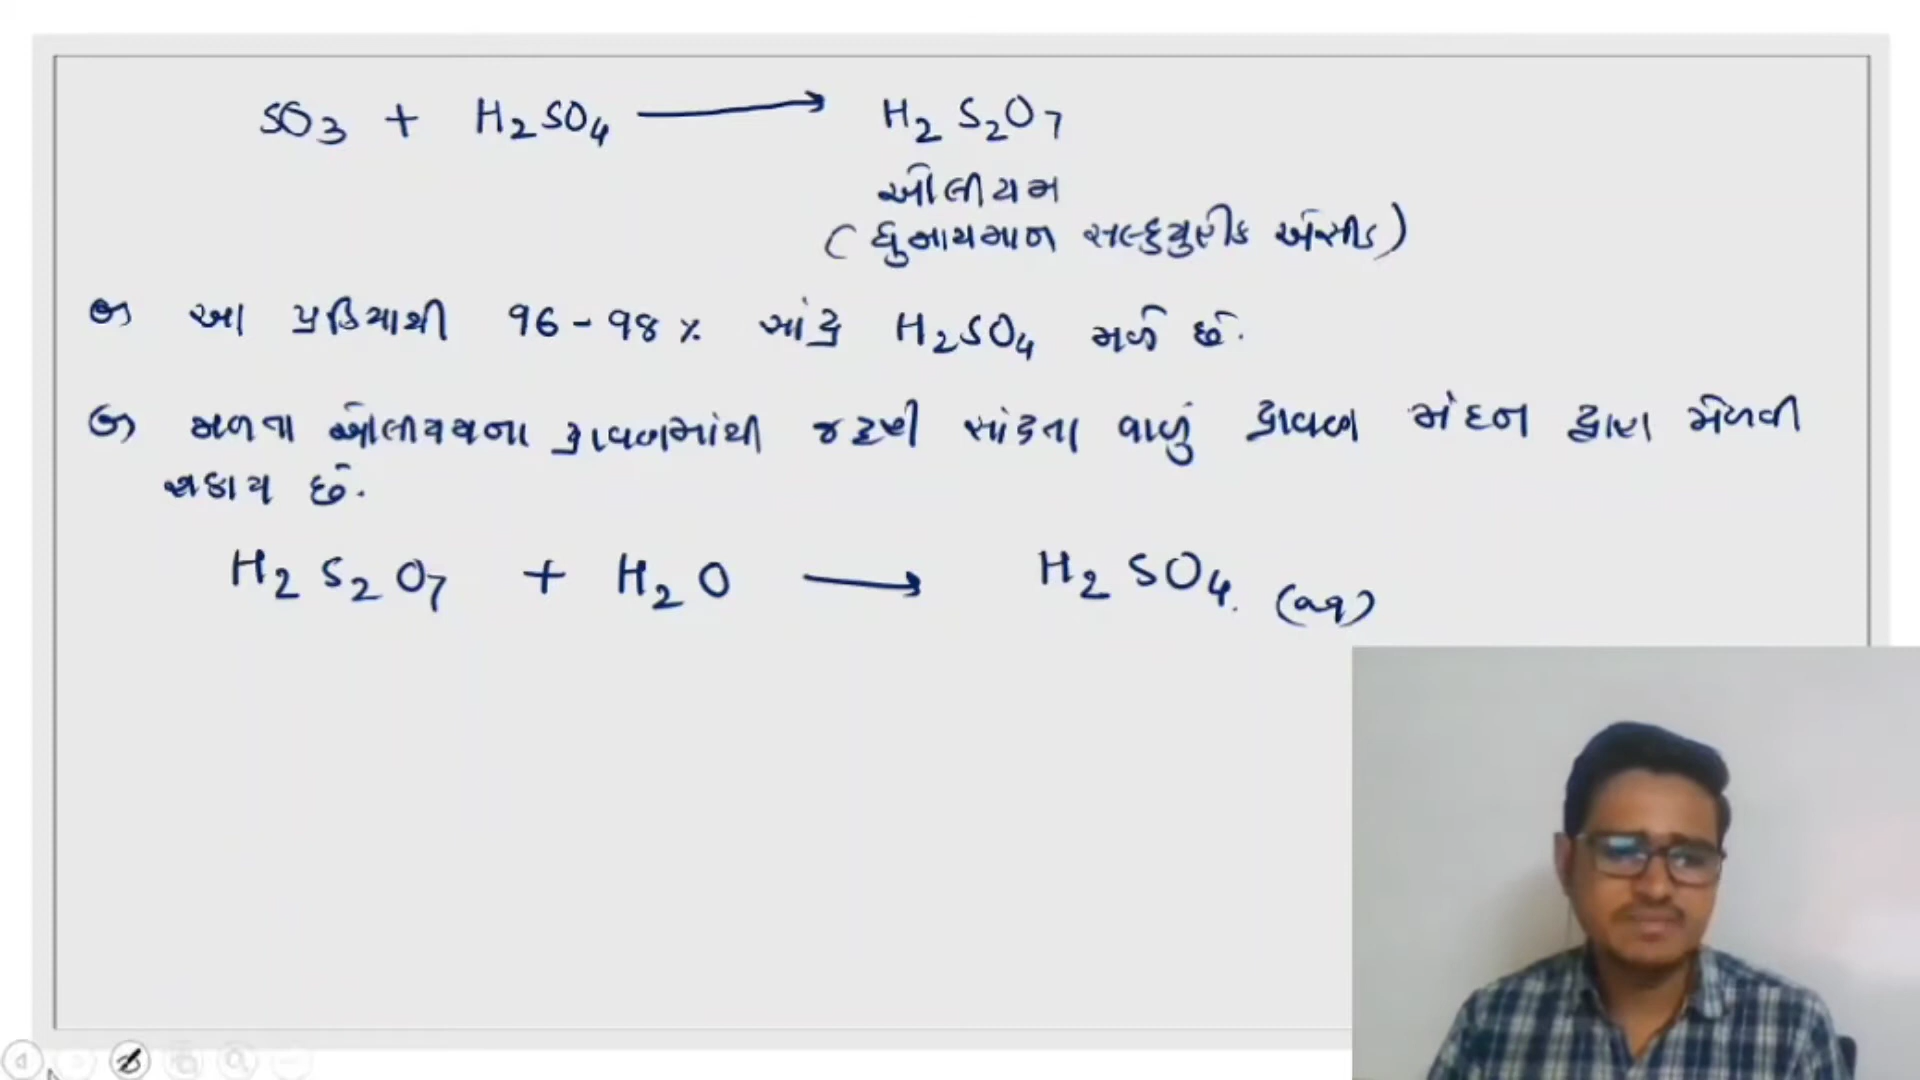 SO₃ + H₂SO₄ ⟶ H₂S₂O₇
ઓલીયમ
(ધુમાયમાન સલ્ફ્યુરીક એસીડ)
આ પ્રક્રિયાથી 96-98% સાંદ્ર H₂SO₄ મળે છે.
મળતા ઓલીયમના દ્રાવણમાંથી જરૂરી સાંદ્રતા વાળું દ્રાવણ મંદન દ્વારા મેળવી
શકાય છે.
H₂S₂O₇ + H₂O ⟶ H₂SO₄. (aq)